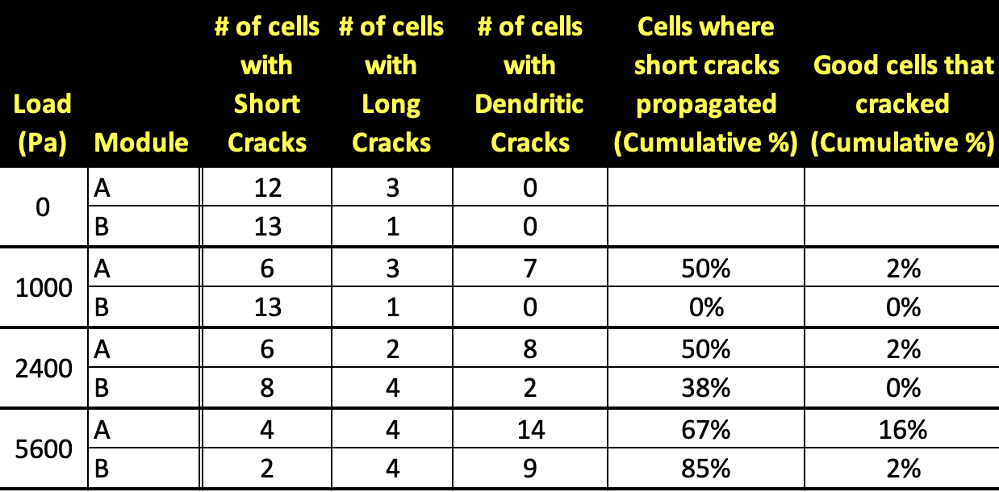 Load (Pa) Module # of cells with Short Cracks # of cells with Long Cracks # of cells with Dendritic Cracks Cells where short cracks propagated (Cumulative %) Good cells that cracked (Cumulative %)
0 A 12 3 0
B 13 1 0
1000 A 6 3 7 50% 2%
B 13 1 0 0% 0%
2400 A 6 2 8 50% 2%
B 8 4 2 38% 0%
5600 A 4 4 14 67% 16%
B 2 4 9 85% 2%